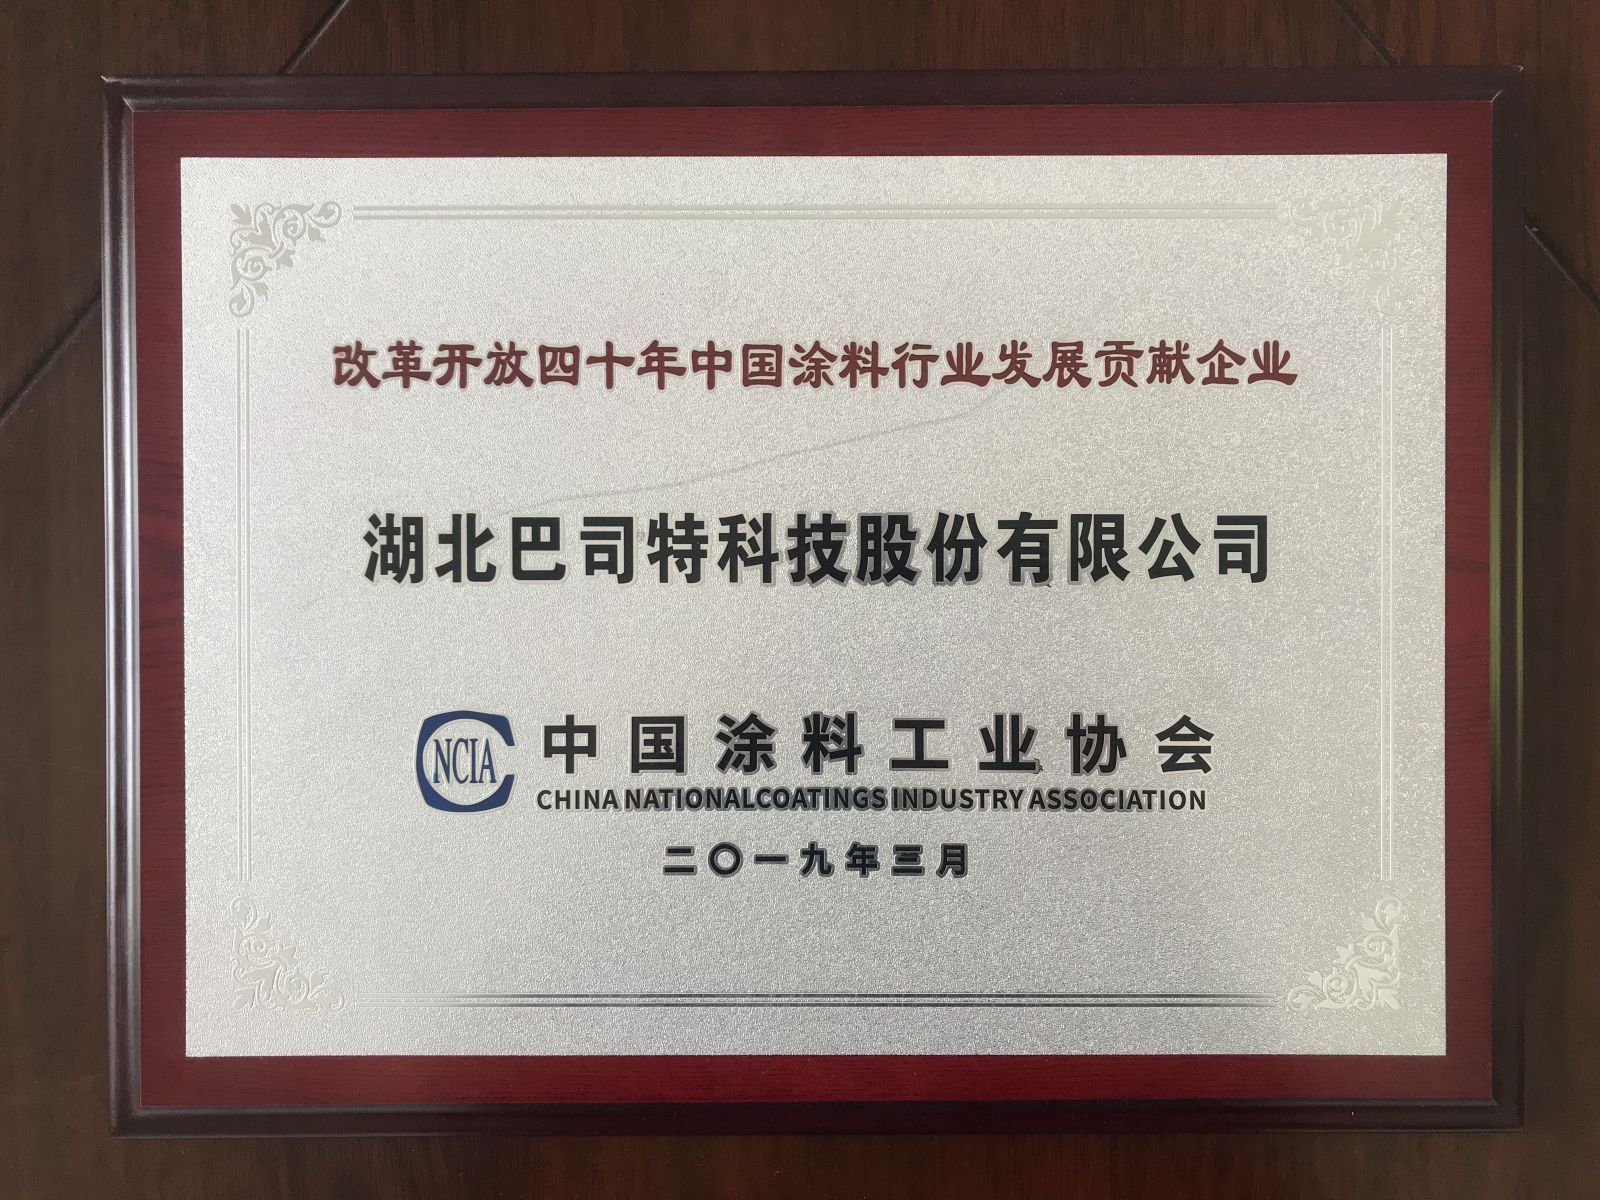 改革开放四十年中国涂料行业发展贡献企业
湖北巴司特科技股份有限公司
NCIA
中国涂料工业协会
CHINA NATIONALCOATINGS INDUSTRY ASSOCIATION
二〇一九年三月